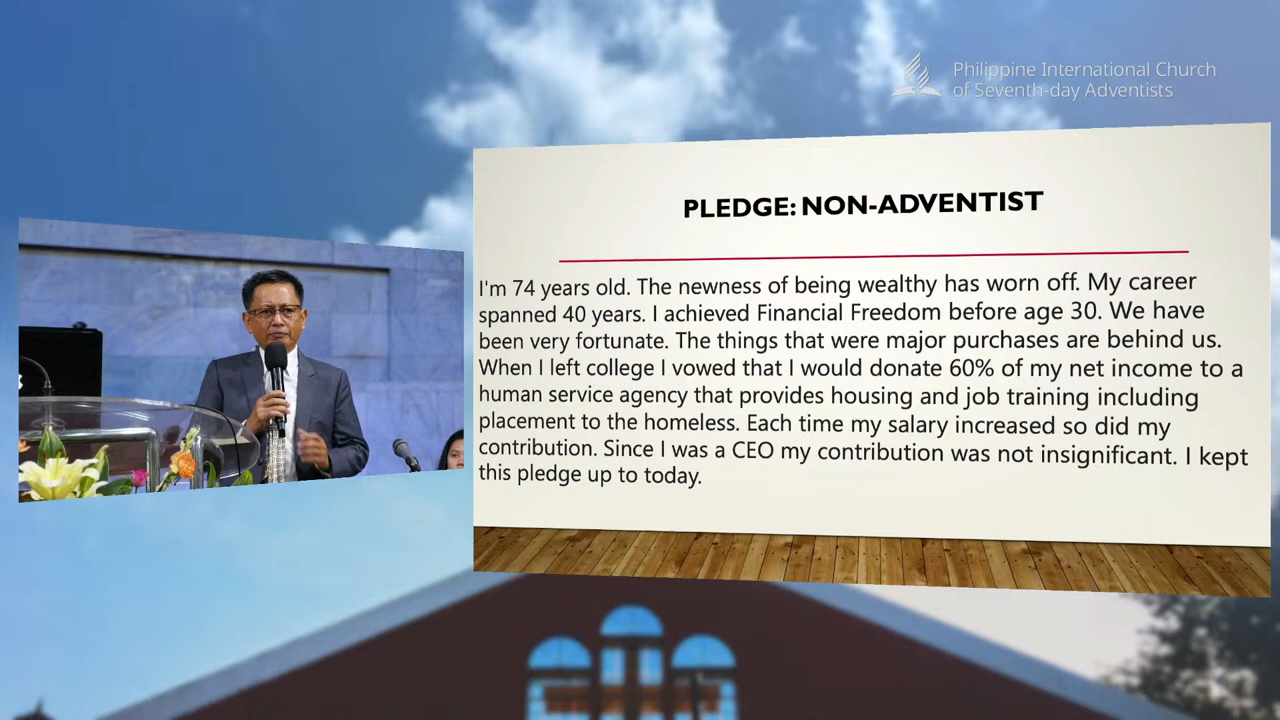 Philippine International Church
of Seventh-day Adventists
PLEDGE: NON-ADVENTIST
I'm 74 years old. The newness of being wealthy has worn off. My career
spanned 40 years. I achieved Financial Freedom before age 30. We have
been very fortunate. The things that were major purchases are behind us.
When I left college I vowed that I would donate 60% of my net income to a
human service agency that provides housing and job training including
placement to the homeless. Each time my salary increased so did my
contribution. Since I was a CEO my contribution was not insignificant. I kept
this pledge up to today.